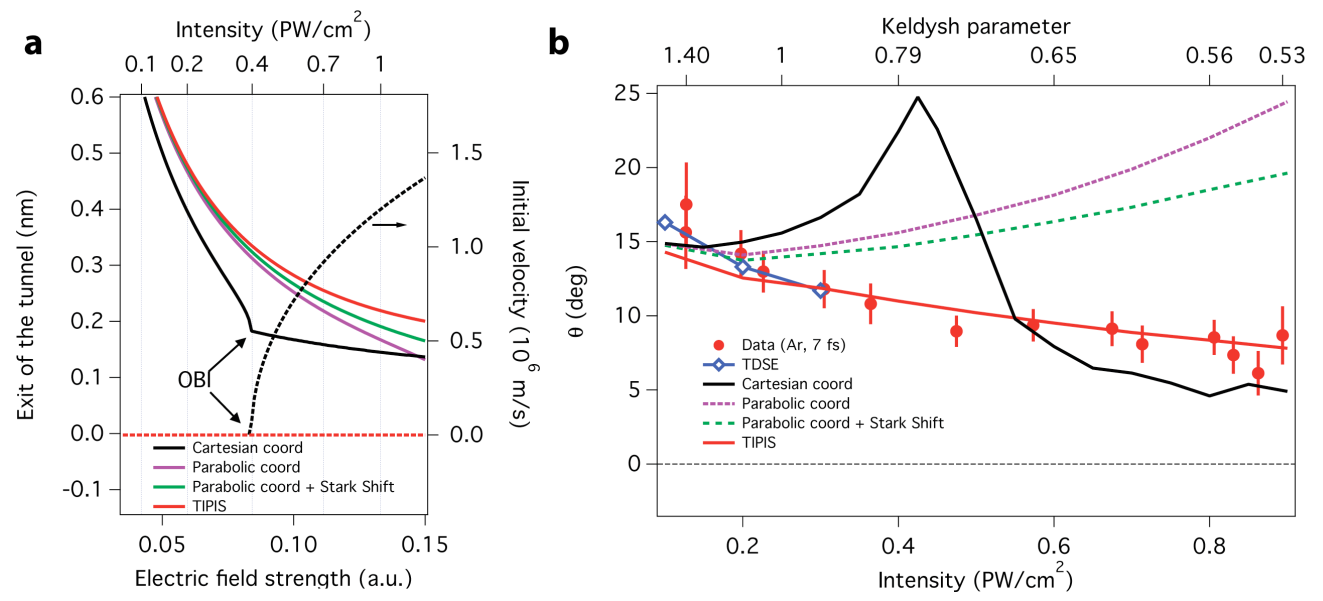 a
Intensity (PW/cm2)
0.1 0.2 0.4 0.7 1
0.6
0.5
0.4
0.3
0.2
0.1
0.0
-0.1
Exit of the tunnel (nm)
1.5
1.0
0.5
0.0
Initial velocity (10^6 m/s)
OBI
Cartesian coord
Parabolic coord
Parabolic coord + Stark Shift
TIPIS
0.05 0.10 0.15
Electric field strength (a.u.)
b
Keldysh parameter
1.40 1 0.79 0.65 0.56 0.53
25
20
15
10
5
0
θ (deg)
Data (Ar, 7 fs)
TDSE
Cartesian coord
Parabolic coord
Parabolic coord + Stark Shift
TIPIS
0.2 0.4 0.6 0.8
Intensity (PW/cm2)